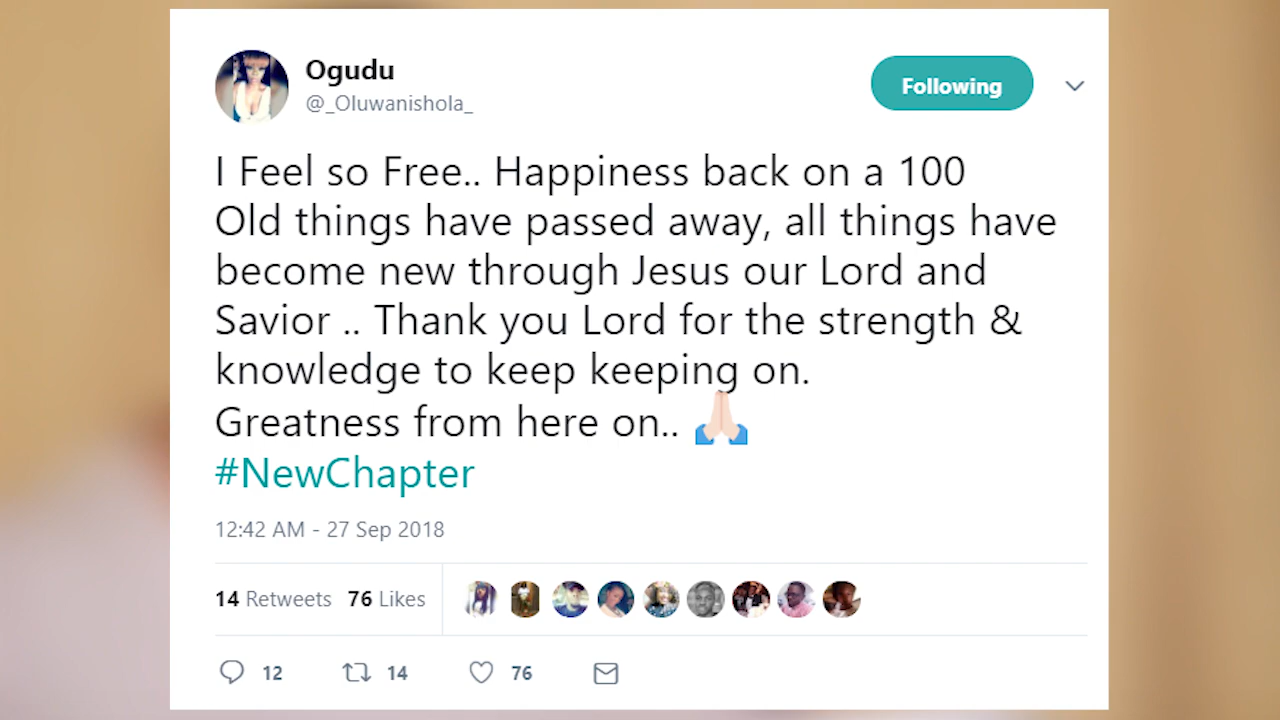 Ogudu
@_Oluwanishola_
Following
I Feel so Free.. Happiness back on a 100
Old things have passed away, all things have
become new through Jesus our Lord and
Savior .. Thank you Lord for the strength &
knowledge to keep keeping on.
Greatness from here on.. 🙏🏻
#NewChapter
12:42 AM - 27 Sep 2018
14 Retweets 76 Likes
12 14 76